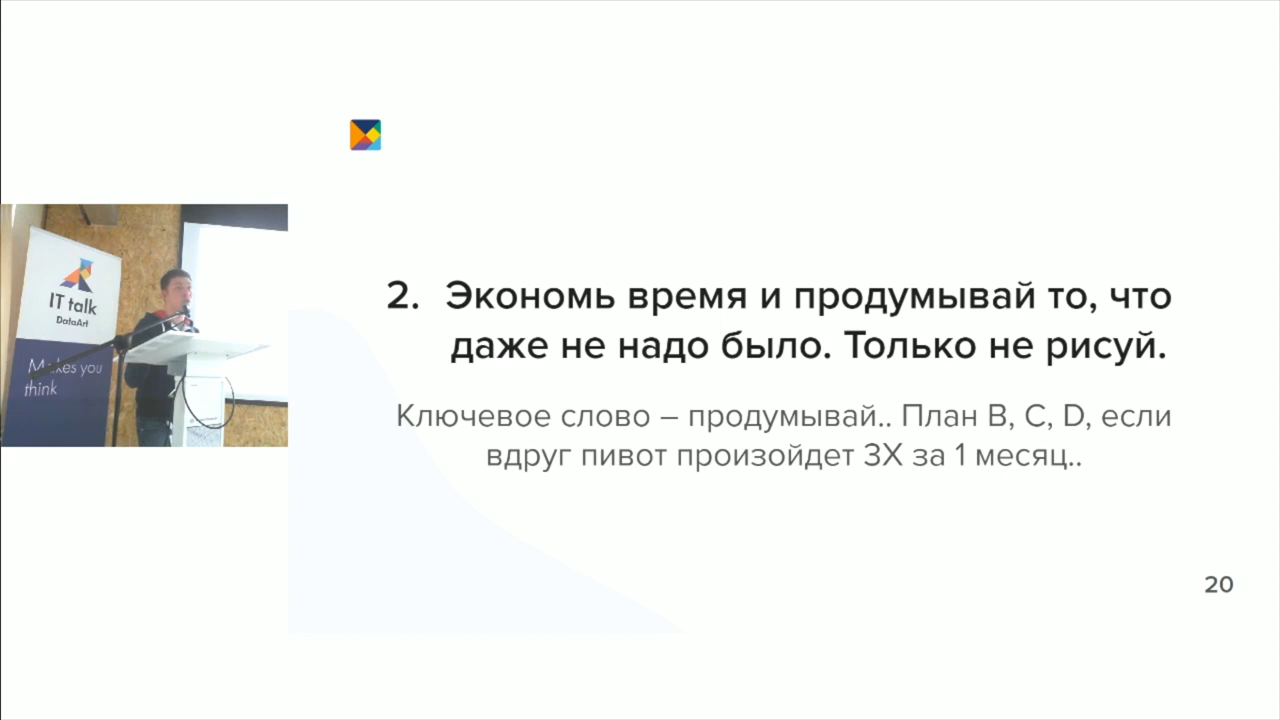 IT talk
DataArt
Makes you
think
2. Экономь время и продумывай то, что
даже не надо было. Только не рисуй.
Ключевое слово – продумывай.. План B, C, D, если
вдруг пивот произойдет 3X за 1 месяц..
20